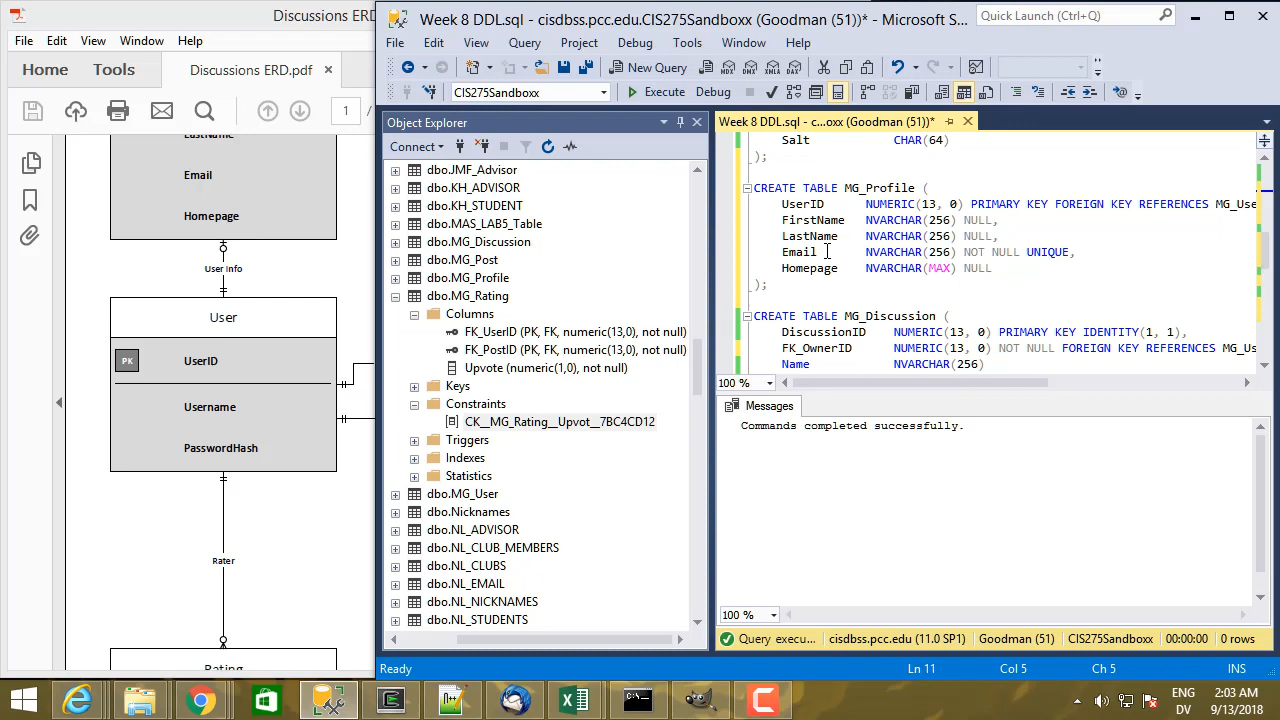 Discussions ERD
File Edit View Window Help
Home Tools Discussions ERD.pdf ×
1
Email
Homepage
User Info
User
PK UserID
Username
PasswordHash
Rater
Rating
Week 8 DDL.sql - cisdbss.pcc.edu.CIS275Sandboxx (Goodman (51))* - Microsoft S...
Quick Launch (Ctrl+Q)
File Edit View Query Project Debug Tools Window Help
New Query MDX DMX XMLA DAX
CIS275Sandboxx Execute Debug
Object Explorer
Connect
dbo.JMF_Advisor
dbo.KH_ADVISOR
dbo.KH_STUDENT
dbo.MAS_LAB5_Table
dbo.MG_Discussion
dbo.MG_Post
dbo.MG_Profile
dbo.MG_Rating
Columns
FK_UserID (PK, FK, numeric(13,0), not null)
FK_PostID (PK, FK, numeric(13,0), not null)
Upvote (numeric(1,0), not null)
Keys
Constraints
CK__MG_Rating__Upvot__7BC4CD12
Triggers
Indexes
Statistics
dbo.MG_User
dbo.Nicknames
dbo.NL_ADVISOR
dbo.NL_CLUB_MEMBERS
dbo.NL_CLUBS
dbo.NL_EMAIL
dbo.NL_NICKNAMES
dbo.NL_STUDENTS
Week 8 DDL.sql - c...oxx (Goodman (51))*
Salt CHAR(64)
);
CREATE TABLE MG_Profile (
UserID NUMERIC(13, 0) PRIMARY KEY FOREIGN KEY REFERENCES MG_Use
FirstName NVARCHAR(256) NULL,
LastName NVARCHAR(256) NULL,
Email NVARCHAR(256) NOT NULL UNIQUE,
Homepage NVARCHAR(MAX) NULL
);
CREATE TABLE MG_Discussion (
DiscussionID NUMERIC(13, 0) PRIMARY KEY IDENTITY(1, 1),
FK_OwnerID NUMERIC(13, 0) NOT NULL FOREIGN KEY REFERENCES MG_Us
Name NVARCHAR(256)
100 %
Messages
Commands completed successfully.
100 %
Query execu... cisdbss.pcc.edu (11.0 SP1) Goodman (51) CIS275Sandboxx 00:00:00 0 rows
Ready Ln 11 Col 5 Ch 5 INS
ENG 2:03 AM
DV 9/13/2018